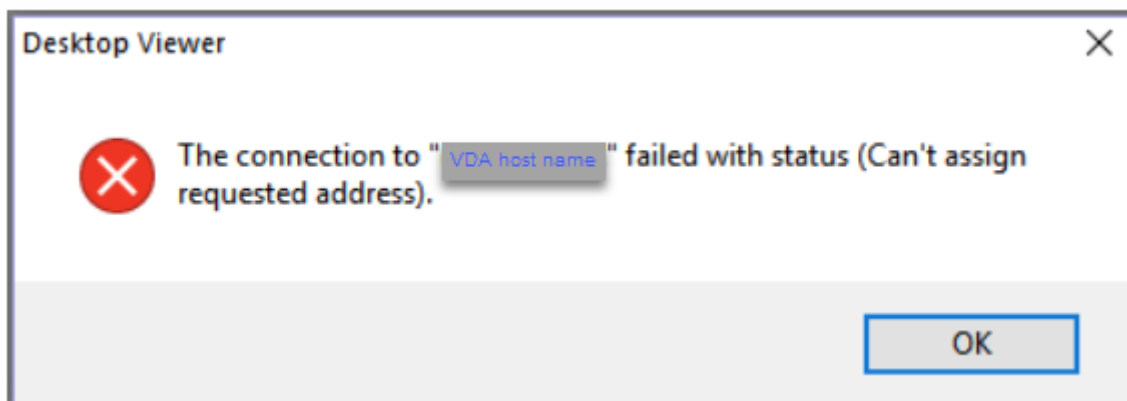 Desktop Viewer
The connection to "VDA host name" failed with status (Can't assign
requested address).
OK